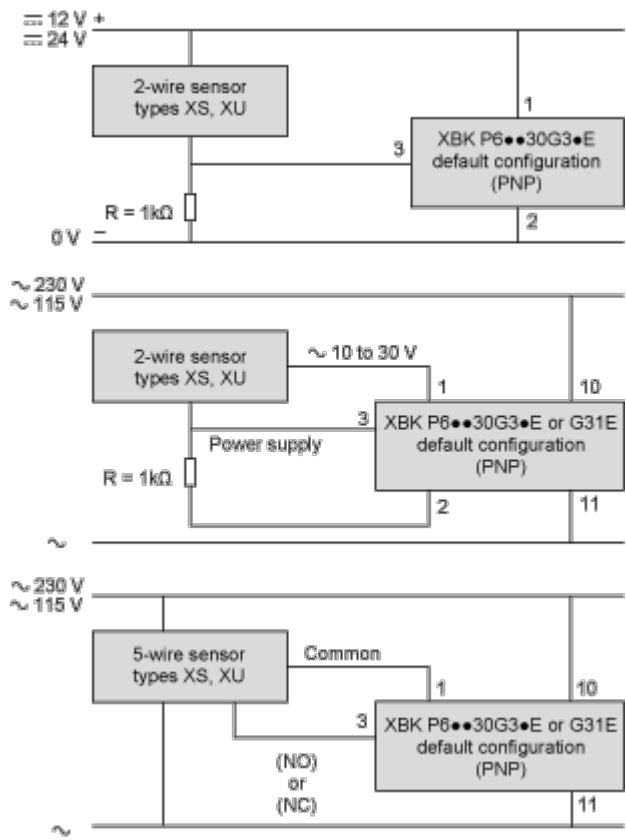 ⎓ 12 V +
⎓ 24 V
2-wire sensor
types XS, XU
1
3
XBK P6●●30G3●E
default configuration
(PNP)
R = 1kΩ
2
0 V −
~ 230 V
~ 115 V
2-wire sensor
types XS, XU
~ 10 to 30 V
1
10
3
XBK P6●●30G3●E or G31E
default configuration
(PNP)
Power supply
R = 1kΩ
2
11
~
~ 230 V
~ 115 V
5-wire sensor
types XS, XU
Common
1
10
3
XBK P6●●30G3●E or G31E
default configuration
(PNP)
(NO)
or
(NC)
11
~